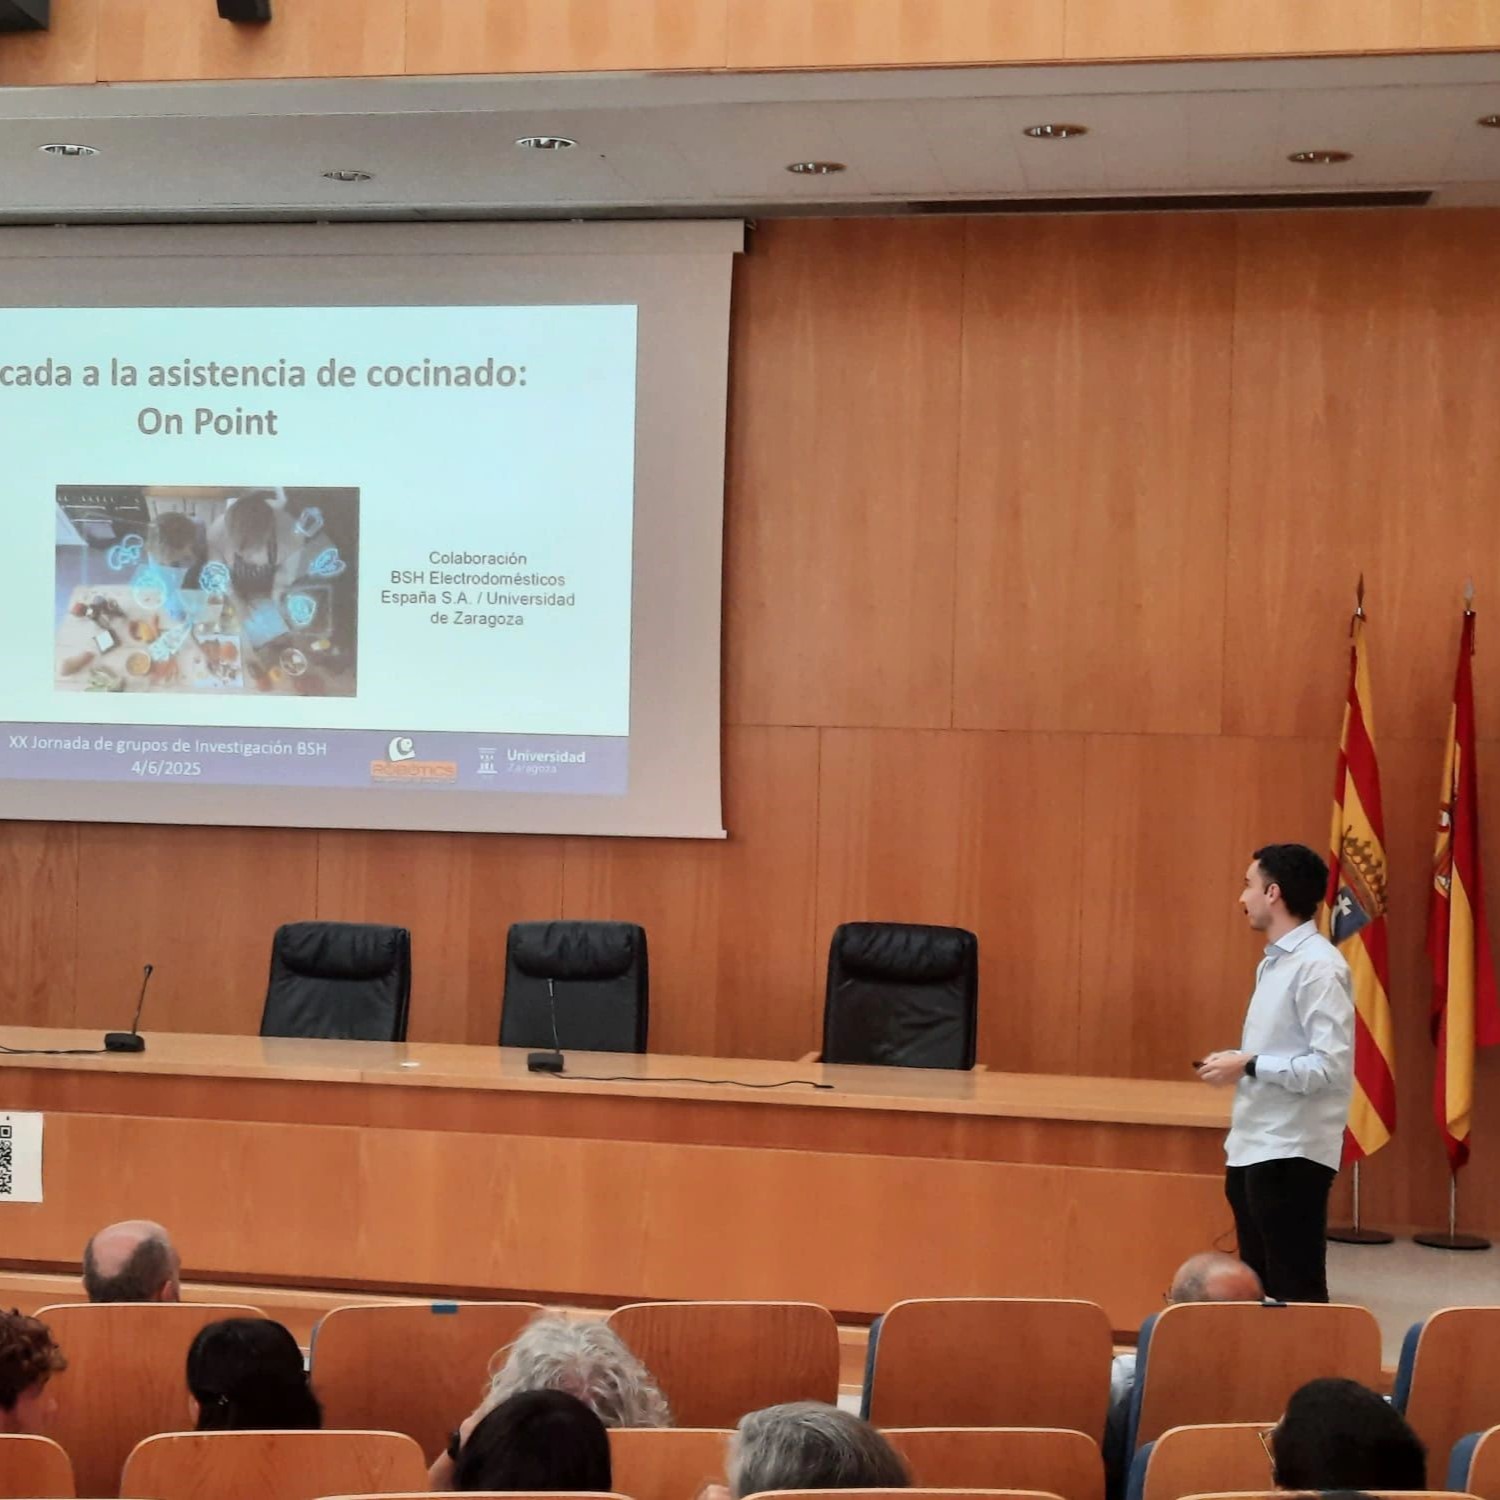 cada a la asistencia de cocinado:
On Point
Colaboración
BSH Electrodomésticos
España S.A. / Universidad
de Zaragoza
XX Jornada de grupos de Investigación BSH
4/6/2025
ROBOTICS
Universidad
Zaragoza